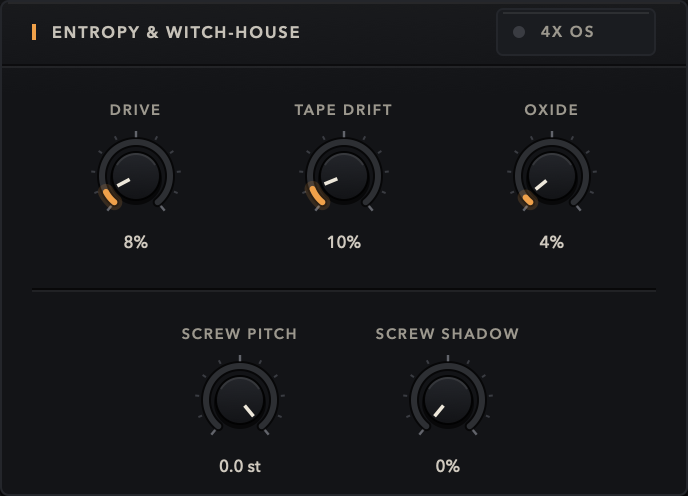 ENTROPY & WITCH-HOUSE
4X OS
DRIVE
TAPE DRIFT
OXIDE
8%
10%
4%
SCREW PITCH
SCREW SHADOW
0.0 st
0%